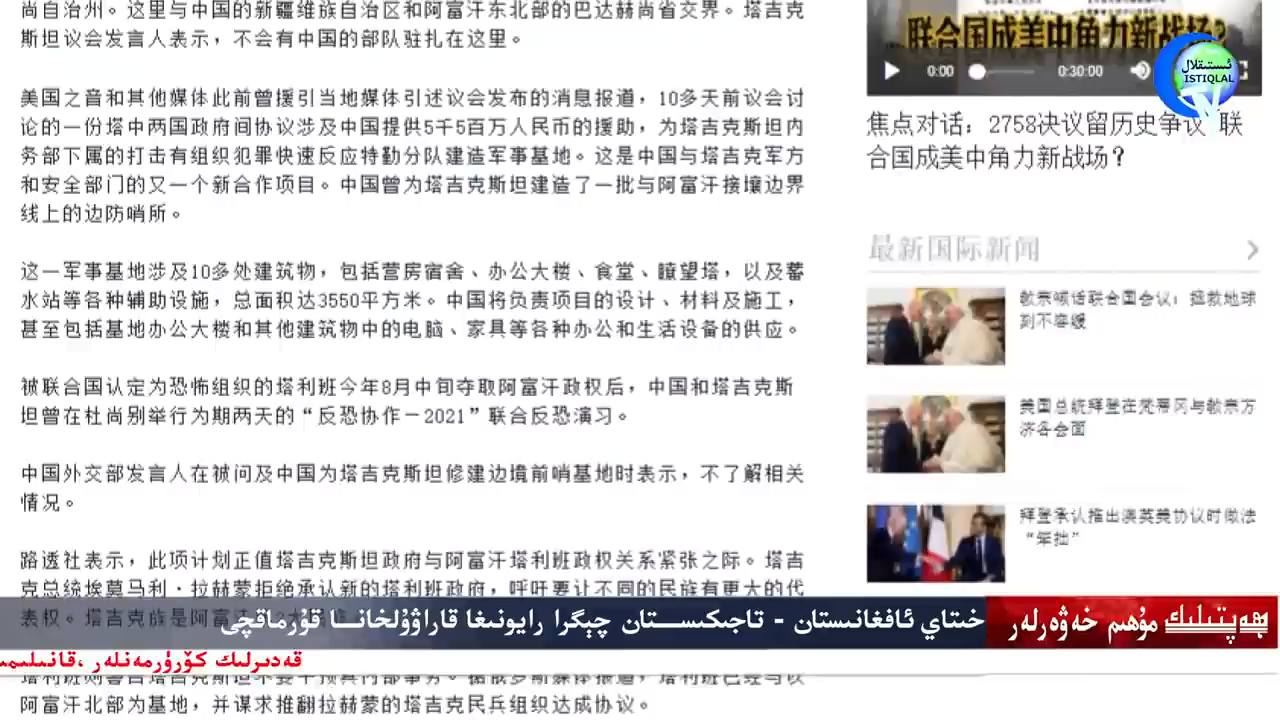 尚自治州。这里与中国的新疆维族自治区和阿富汗东北部的巴达赫尚省交界。塔吉克
斯坦议会发言人表示，不会有中国的部队驻扎在这里。
美国之音和其他媒体此前曾援引当地媒体引述议会发布的消息报道，10多天前议会讨
论的一份塔中两国政府间协议涉及中国提供5千5百万人民币的援助，为塔吉克斯坦内
务部下属的打击有组织犯罪快速反应特勤分队建造军事基地。这是中国与塔吉克军方
和安全部门的又一个新合作项目。中国曾为塔吉克斯坦建造了一批与阿富汗接壤边界
线上的边防哨所。
这一军事基地涉及10多处建筑物，包括营房宿舍、办公大楼、食堂、瞭望塔，以及蓄
水站等各种辅助设施，总面积达3550平方米。中国将负责项目的设计、材料及施工，
甚至包括基地办公大楼和其他建筑物中的电脑、家具等各种办公和生活设备的供应。
被联合国认定为恐怖组织的塔利班今年8月中旬夺取阿富汗政权后，中国和塔吉克斯
坦曾在杜尚别举行为期两天的“反恐协作－2021”联合反恐演习。
中国外交部发言人在被问及中国为塔吉克斯坦修建边境前哨基地时表示，不了解相关
情况。
路透社表示，此项计划正值塔吉克斯坦政府与阿富汗塔利班政权关系紧张之际。塔吉
克总统埃莫马利·拉赫蒙拒绝承认新的塔利班政府，呼吁要让不同的民族有更大的代
表权。塔吉克族是阿富
阿富汗北部为基地，并谋求推翻拉赫蒙的塔吉克民兵组织达成协议。
联合国成美中角力新战场？
0:00 0:30:00
ئىستىقلال
ISTIQLAL
焦点对话：2758决议留历史争议 联
合国成美中角力新战场？
最新国际新闻
教宗喊话联合国会议：拯救地球
刻不容缓
美国总统拜登在梵蒂冈与教宗方
济各会面
拜登承认推出澳英美协议时做法
“笨拙”
ھەپتىلىك مۇھىم خەۋەرلەر
خىتاي ئافغانىستان - تاجىكىستان چېگرا رايونىغا قاراۋۇلخانا قۇرماقچى
قەدىرلىك كۆرۈرمەنلەر ،قانىلىمى